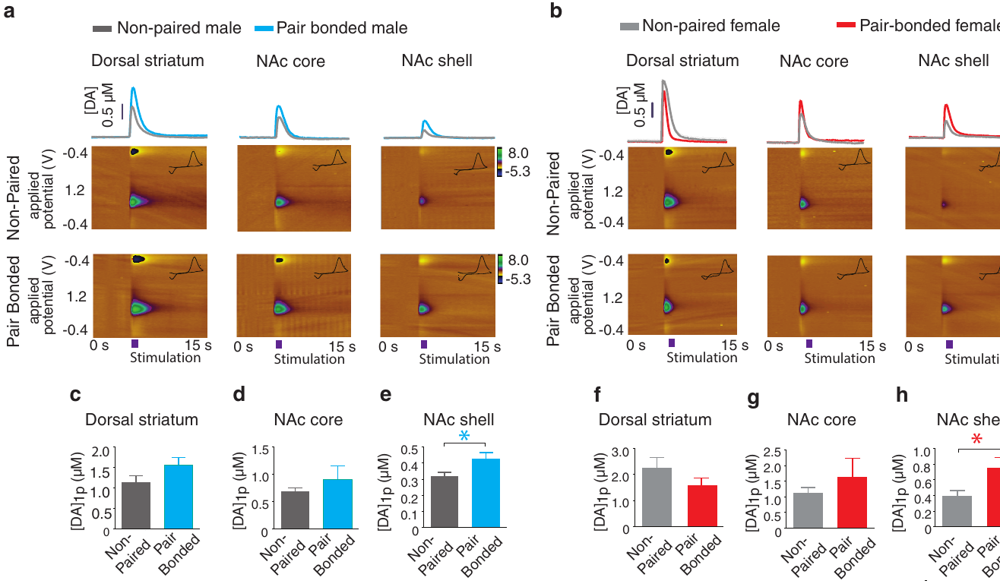 a
Non-paired male
Pair bonded male
Dorsal striatum
NAc core
NAc shell
[DA]
0.5 µM
Non-Paired
applied
potential (V)
-0.4
1.2
-0.4
8.0
-5.3
Pair Bonded
applied
potential (V)
-0.4
1.2
-0.4
8.0
-5.3
0 s
Stimulation
15 s
0 s
Stimulation
15 s
b
Non-paired female
Pair-bonded female
Dorsal striatum
NAc core
NAc shell
[DA]
0.5 µM
Non-Paired
applied
potential (V)
-0.4
1.2
-0.4
Pair Bonded
applied
potential (V)
-0.4
1.2
-0.4
0 s
Stimulation
15 s
0 s
Stimulati
c
Dorsal striatum
[DA]1p (µM)
2.0
1.5
1.0
0.5
0
Non-
Paired
Pair
Bonded
d
NAc core
[DA]1p (µM)
1.5
1.0
0.5
0
Non-
Paired
Pair
Bonded
e
NAc shell
*
[DA]1p (µM)
0.5
0.4
0.3
0.2
0.1
0
Non-
Paired
Pair
Bonded
f
Dorsal striatum
[DA]1p (µM)
3.0
2.0
1.0
0
Non-
Paired
Pair
Bonded
g
NAc core
[DA]1p (µM)
2.5
2.0
1.5
1.0
0.5
0
Non-
Paired
Pair
Bonded
h
NAc she
*
[DA]1p (µM)
1.0
0.8
0.6
0.4
0.2
0
Non-
Paired
Pair
Bon